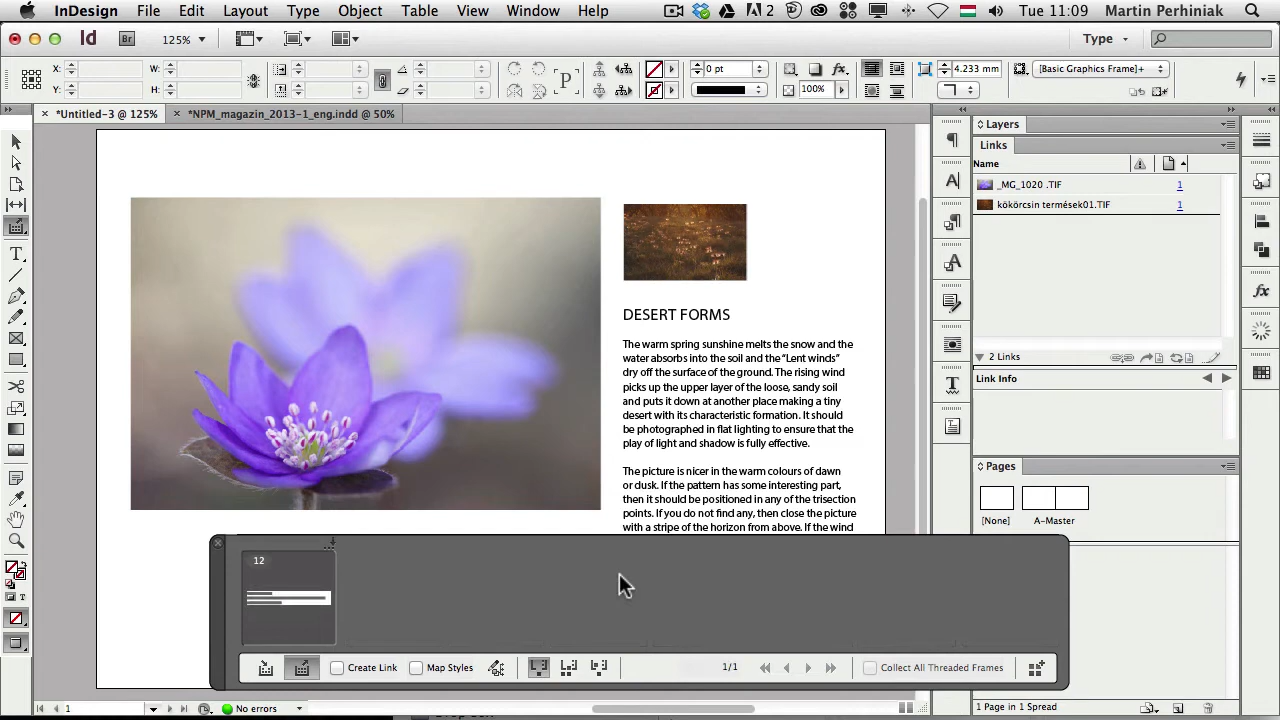 InDesign File Edit Layout Type Object Table View Window Help 2 Tue 11:09 Martin Perhiniak
Id Br 125% Type
X: W: 0 pt 4.233 mm [Basic Graphics Frame]+
Y: H: P fx 100%
*Untitled-3 @ 125% *NPM_magazin_2013-1_eng.indd @ 50%
Layers
Links
Name
_MG_1020 .TIF 1
kökörcsin termések01.TIF 1
2 Links
Link Info
Pages
[None] A-Master
1 Page in 1 Spread
DESERT FORMS
The warm spring sunshine melts the snow and the
water absorbs into the soil and the “Lent winds”
dry off the surface of the ground. The rising wind
picks up the upper layer of the loose, sandy soil
and puts it down at another place making a tiny
desert with its characteristic formation. It should
be photographed in flat lighting to ensure that the
play of light and shadow is fully effective.
The picture is nicer in the warm colours of dawn
or dusk. If the pattern has some interesting part,
then it should be positioned in any of the trisection
points. If you do not find any, then close the picture
with a stripe of the horizon from above. If the wind
12
Create Link Map Styles 1/1 Collect All Threaded Frames
1 No errors